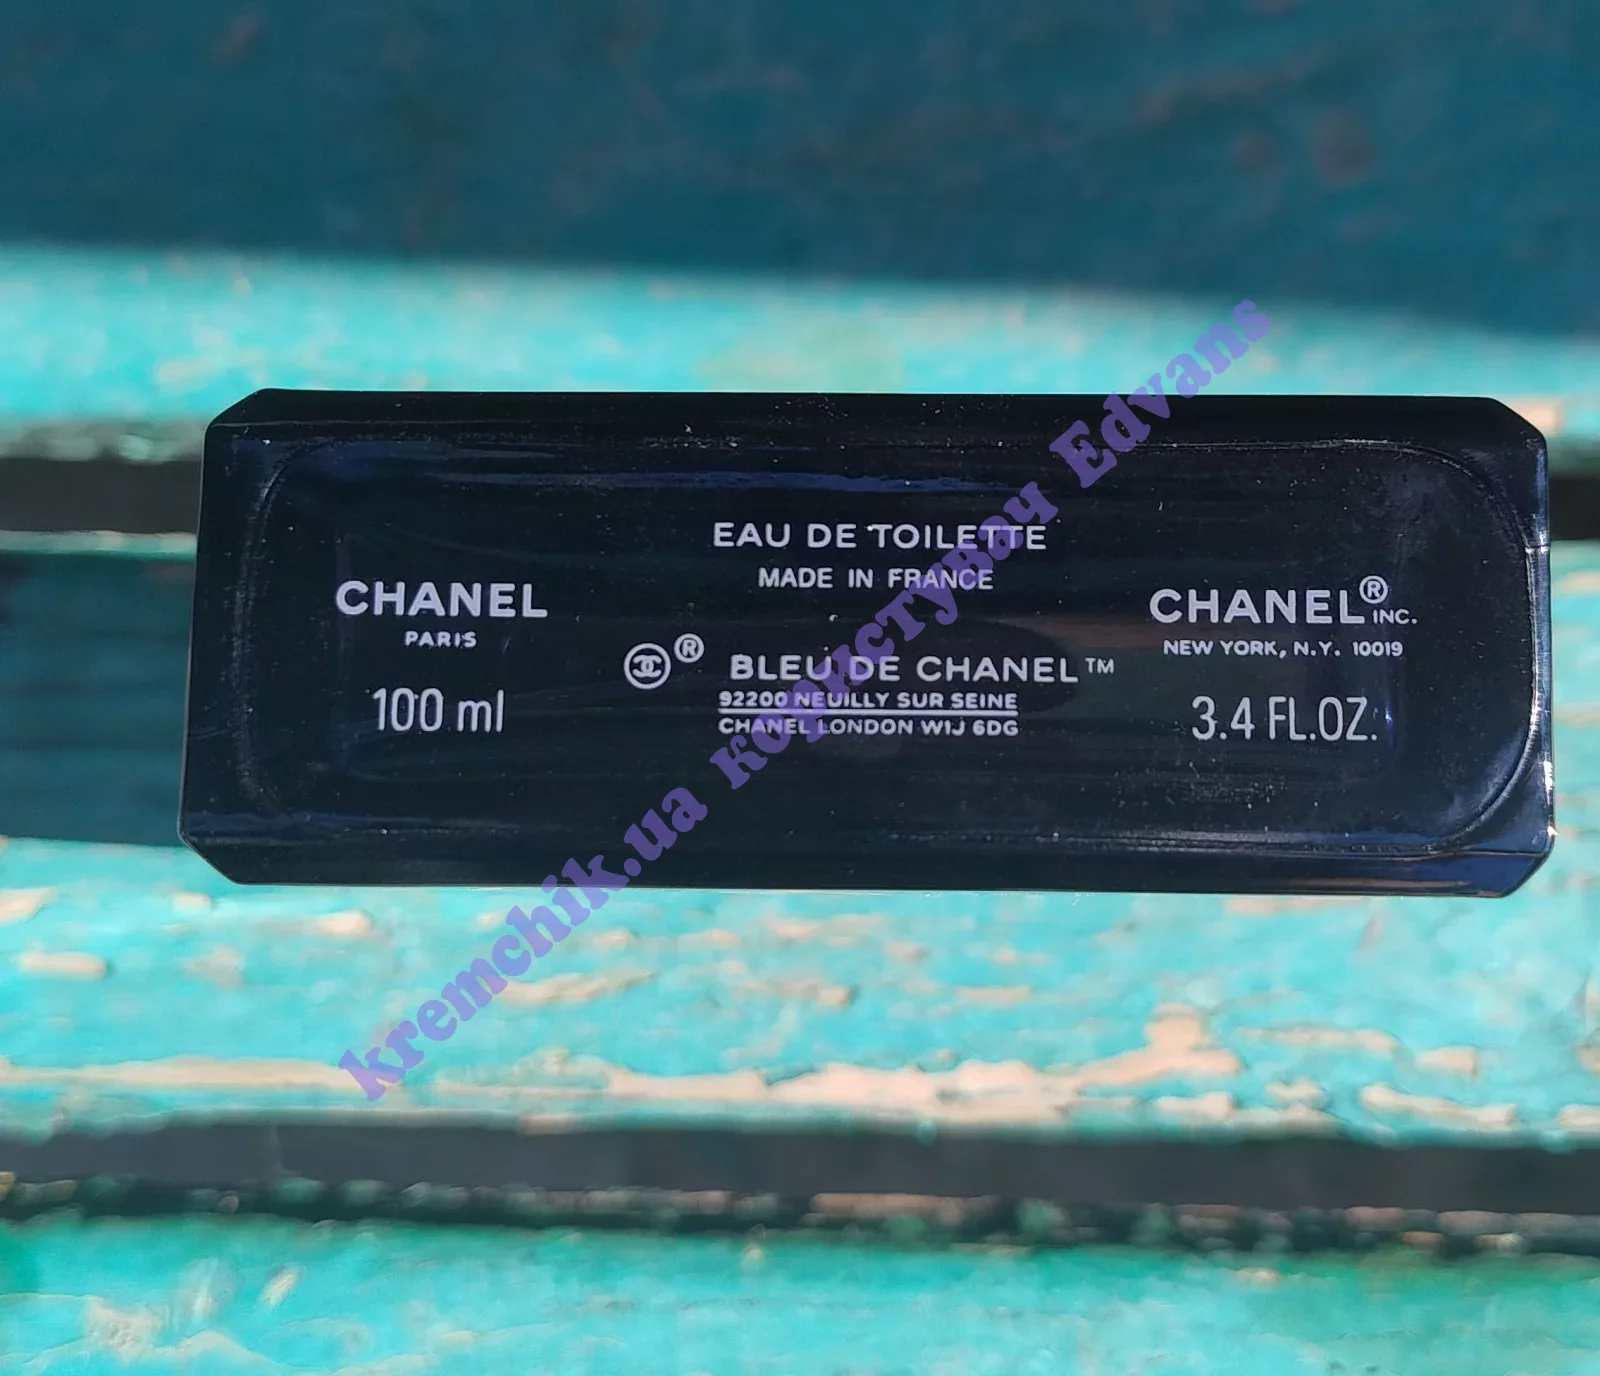 EAU DE TOILETTE
MADE IN FRANCE
CHANEL
PARIS
100 ml
® BLEU DE CHANEL™
92200 NEUILLY SUR SEINE
CHANEL LONDON W1J 6DG
CHANEL® INC.
NEW YORK, N.Y. 10019
3.4 FL.OZ.
kremchik.ua користувач Edvans